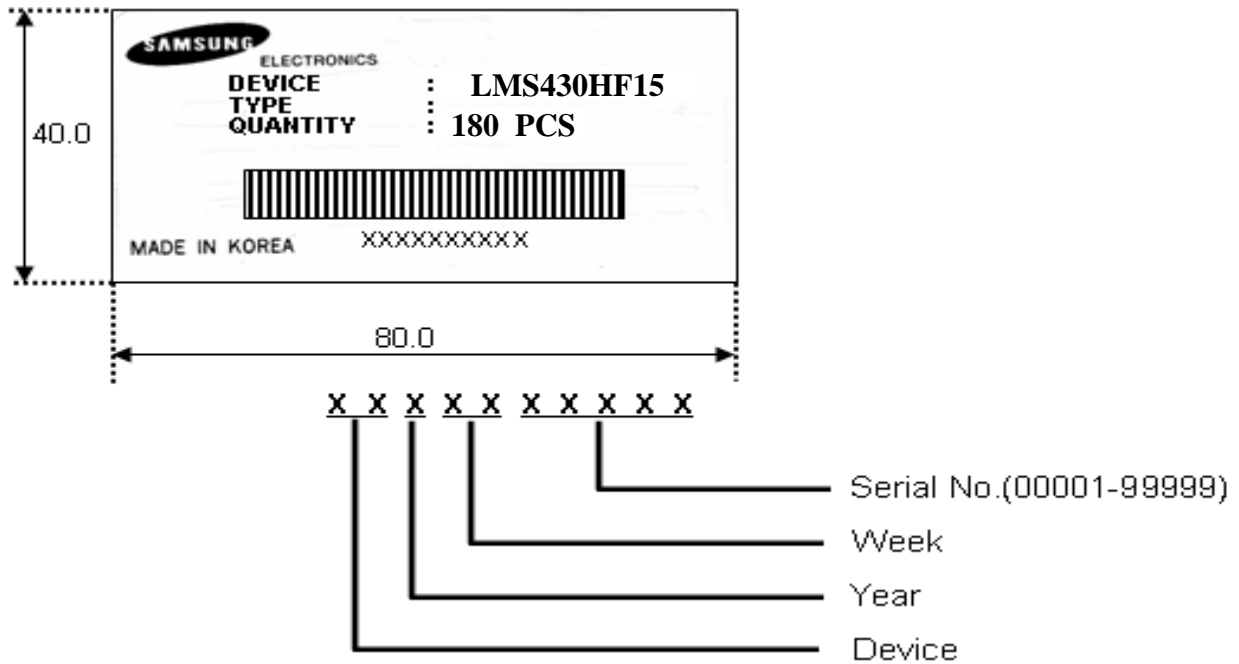 SAMSUNG
ELECTRONICS
DEVICE : LMS430HF15
TYPE :
QUANTITY : 180 PCS
40.0
MADE IN KOREA XXXXXXXXXX
80.0
X X X X X X X X X X
Serial No.(00001-99999)
Week
Year
Device